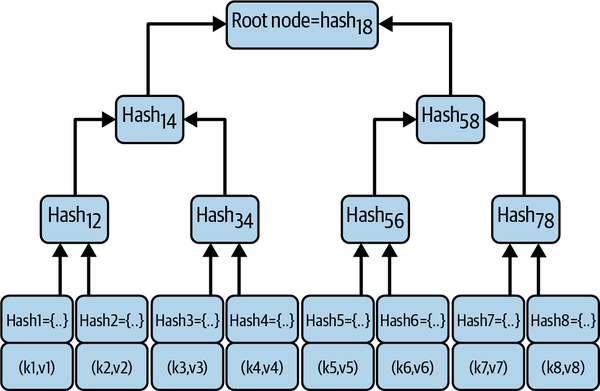 Root node=hash18
Hash14 Hash58
Hash12 Hash34 Hash56 Hash78
Hash1={..} Hash2={..} Hash3={..} Hash4={..} Hash5={..} Hash6={..} Hash7={..} Hash8={..}
(k1,v1) (k2,v2) (k3,v3) (k4,v4) (k5,v5) (k6,v6) (k7,v7) (k8,v8)